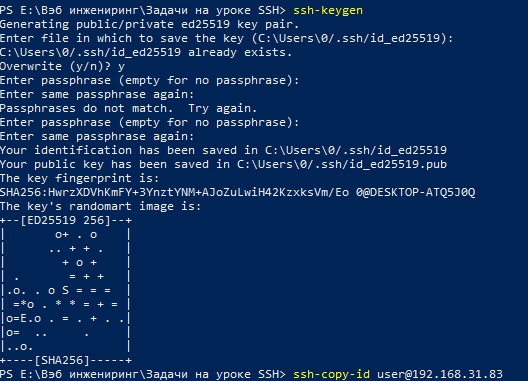 PS E:\Вэб инжениринг\Задачи на уроке SSH> ssh-keygen
Generating public/private ed25519 key pair.
Enter file in which to save the key (C:\Users\0/.ssh/id_ed25519):
C:\Users\0/.ssh/id_ed25519 already exists.
Overwrite (y/n)? y
Enter passphrase (empty for no passphrase):
Enter same passphrase again:
Passphrases do not match.  Try again.
Enter passphrase (empty for no passphrase):
Enter same passphrase again:
Your identification has been saved in C:\Users\0/.ssh/id_ed25519
Your public key has been saved in C:\Users\0/.ssh/id_ed25519.pub
The key fingerprint is:
SHA256:HwrzXDVhKmFY+3YnztYNM+AJoZuLwiH42KzxksVm/Eo 0@DESKTOP-ATQ5J0Q
The key's randomart image is:
+--[ED25519 256]--+
|       o+ . o    |
|      .. + + .   |
|        + o +    |
| .       = + +   |
|.o. . o S = = =  |
| =*o . * * = + = |
|o=E.o . = . + . .|
|o=  ..     .     |
|..o.             |
+----[SHA256]-----+
PS E:\Вэб инжениринг\Задачи на уроке SSH> ssh-copy-id user@192.168.31.83